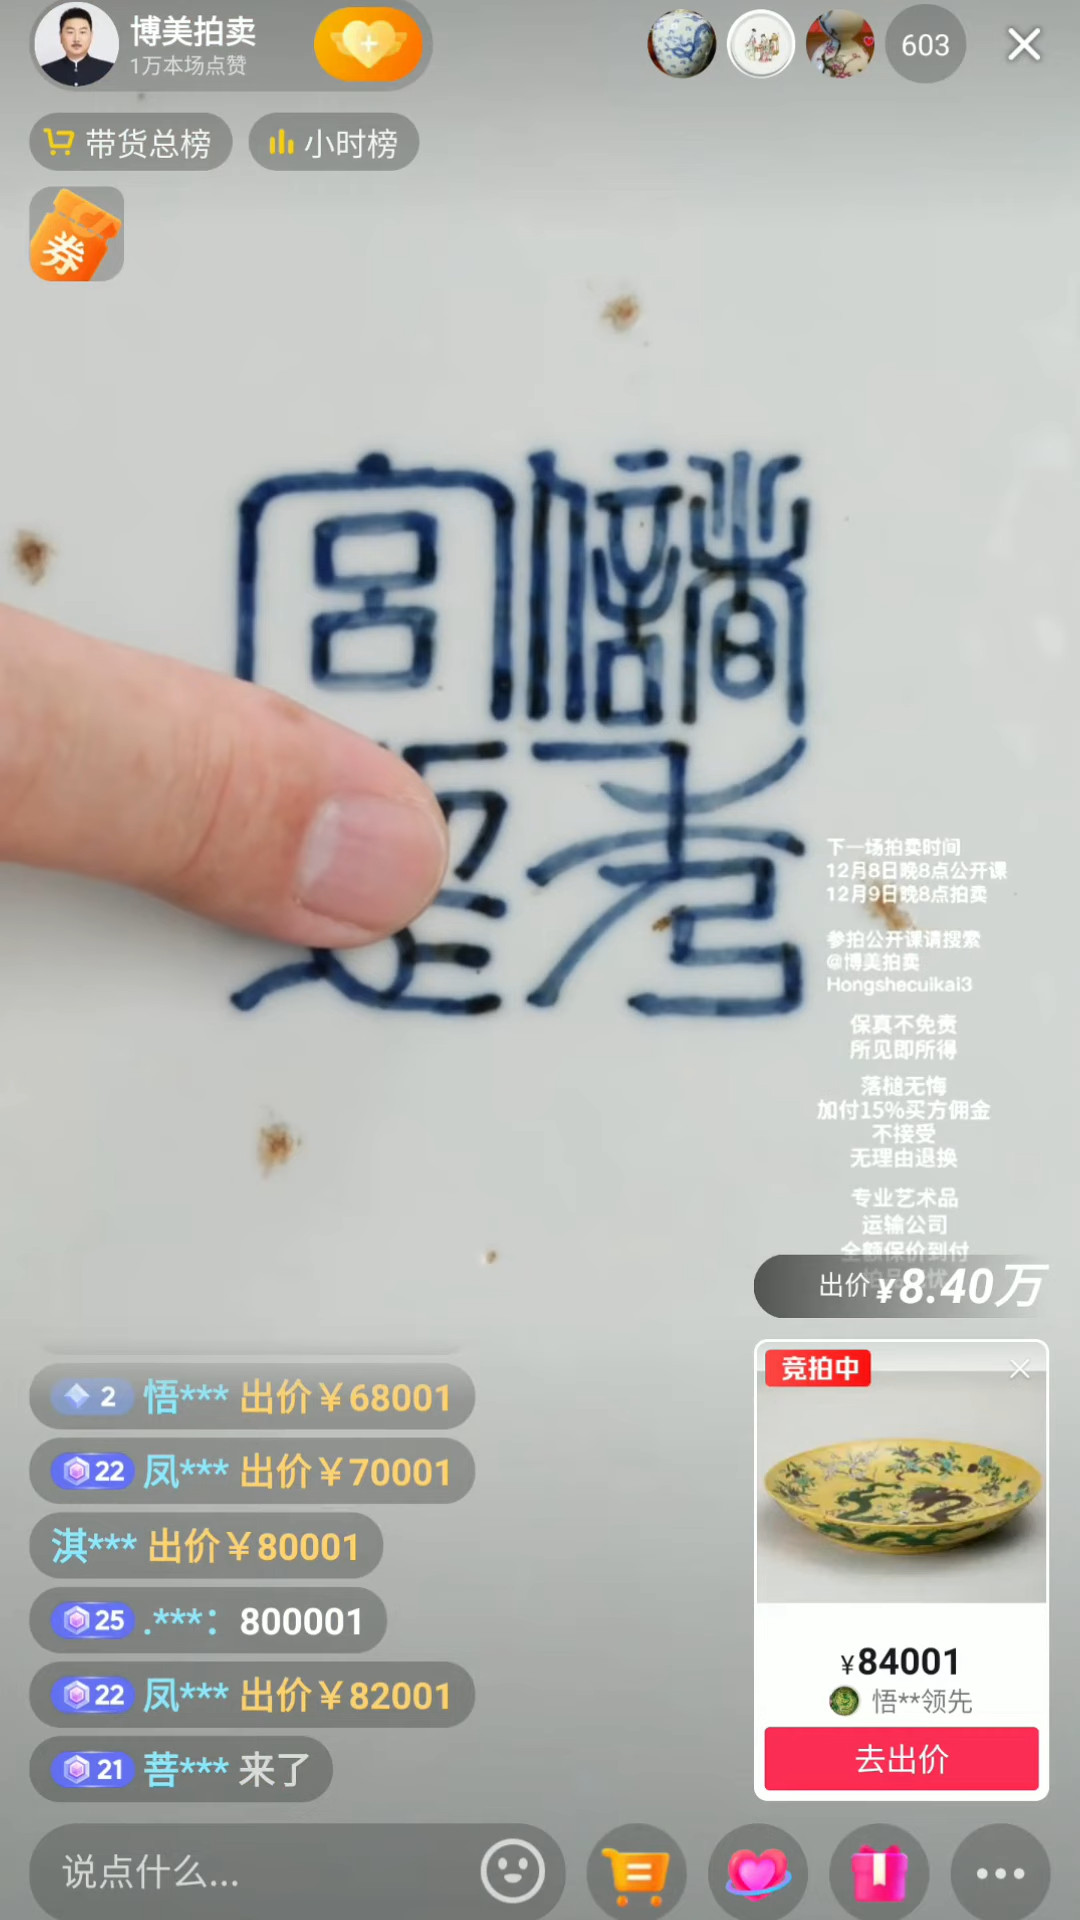 博美拍卖
1万本场点赞
603
带货总榜
小时榜
券
下一场拍卖时间
12月8日晚8点公开课
12月9日晚8点拍卖
参拍公开课请搜索
@博美拍卖
Hongshecuikai3
保真不免责
所见即所得
落槌无悔
加付15%买方佣金
不接受
无理由退换
专业艺术品
运输公司
全额保价到付
出价 ¥8.40万
悟*** 出价¥68001
2
22 凤*** 出价¥70001
淇*** 出价¥80001
25 .***: 800001
22 凤*** 出价¥82001
21 菩*** 来了
竞拍中
¥84001
悟**领先
去出价
说点什么...